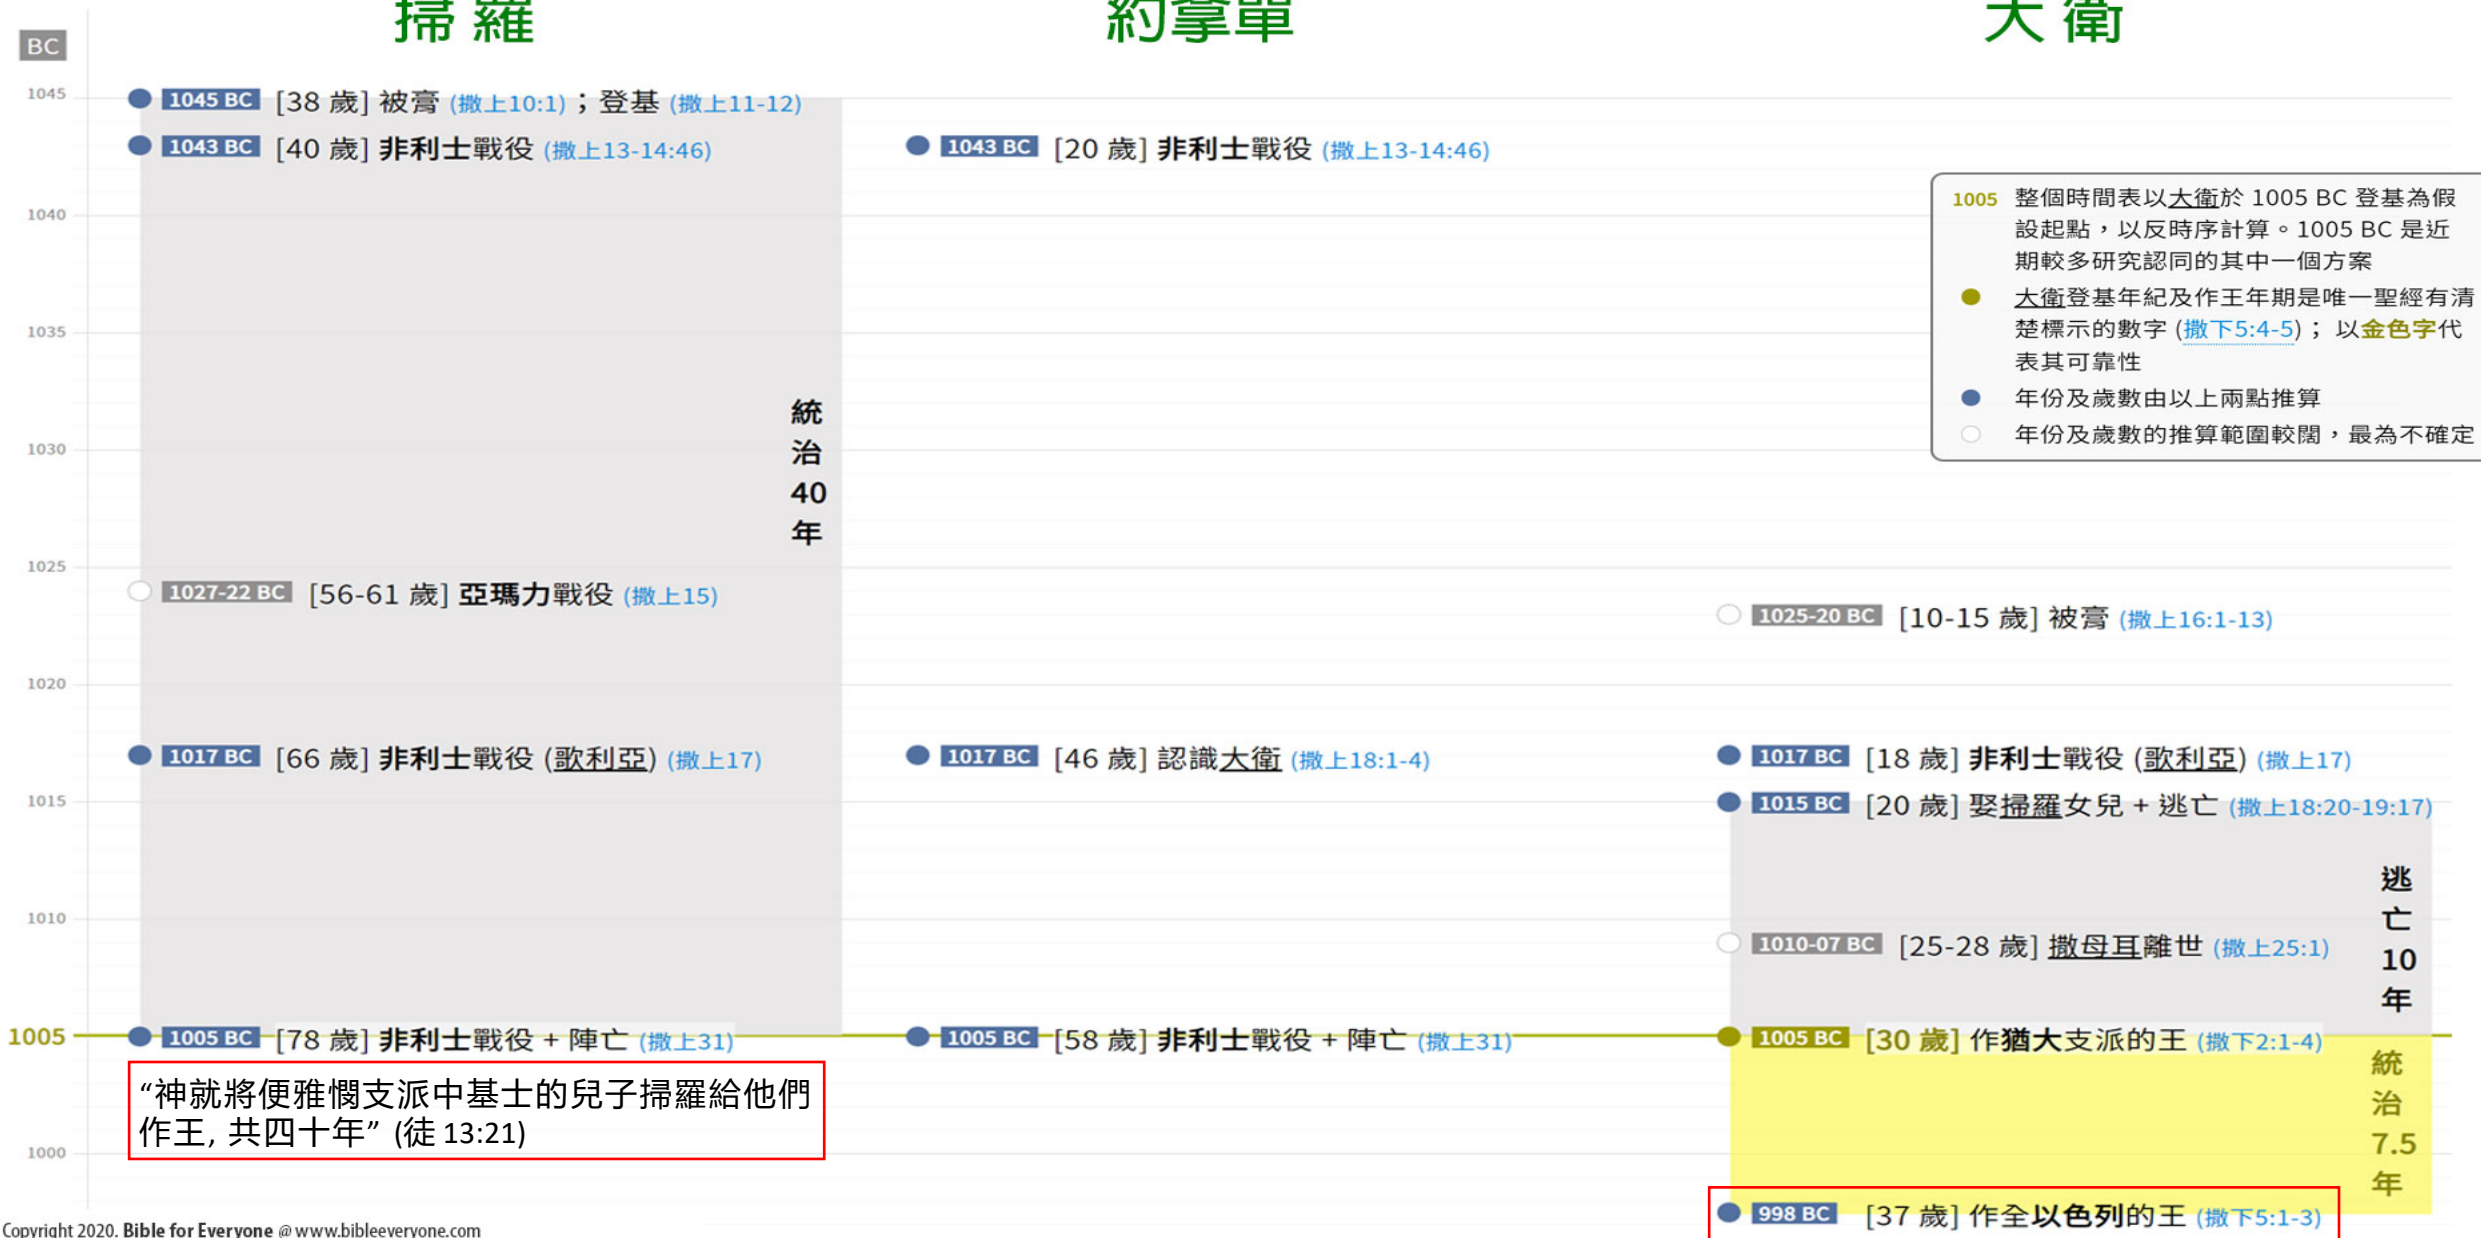 掃 羅
約拿單
大 衛
BC
1045
1045 BC [38 歲] 被膏 (撒上10:1)；登基 (撒上11-12)
1043 BC [40 歲] 非利士戰役 (撒上13-14:46)
1043 BC [20 歲] 非利士戰役 (撒上13-14:46)
1005 整個時間表以大衛於 1005 BC 登基為假
設起點，以反時序計算。1005 BC 是近
期較多研究認同的其中一個方案
大衛登基年紀及作王年期是唯一聖經有清
楚標示的數字 (撒下5:4-5)； 以金色字代
表其可靠性
年份及歲數由以上兩點推算
年份及歲數的推算範圍較闊，最為不確定
1040
1035
統
治
40
年
1030
1025
1027-22 BC [56-61 歲] 亞瑪力戰役 (撒上15)
1025-20 BC [10-15 歲] 被膏 (撒上16:1-13)
1020
1017 BC [66 歲] 非利士戰役 (歌利亞) (撒上17)
1017 BC [46 歲] 認識大衛 (撒上18:1-4)
1017 BC [18 歲] 非利士戰役 (歌利亞) (撒上17)
1015
1015 BC [20 歲] 娶掃羅女兒 + 逃亡 (撒上18:20-19:17)
逃
亡
10
年
1010
1010-07 BC [25-28 歲] 撒母耳離世 (撒上25:1)
1005
1005 BC [78 歲] 非利士戰役 + 陣亡 (撒上31)
1005 BC [58 歲] 非利士戰役 + 陣亡 (撒上31)
1005 BC [30 歲] 作猶大支派的王 (撒下2:1-4)
“神就將便雅憫支派中基士的兒子掃羅給他們
作王, 共四十年” (徒 13:21)
統
治
7.5
年
1000
998 BC [37 歲] 作全以色列的王 (撒下5:1-3)
Copyright 2020. Bible for Everyone @ www.bibleeveryone.com